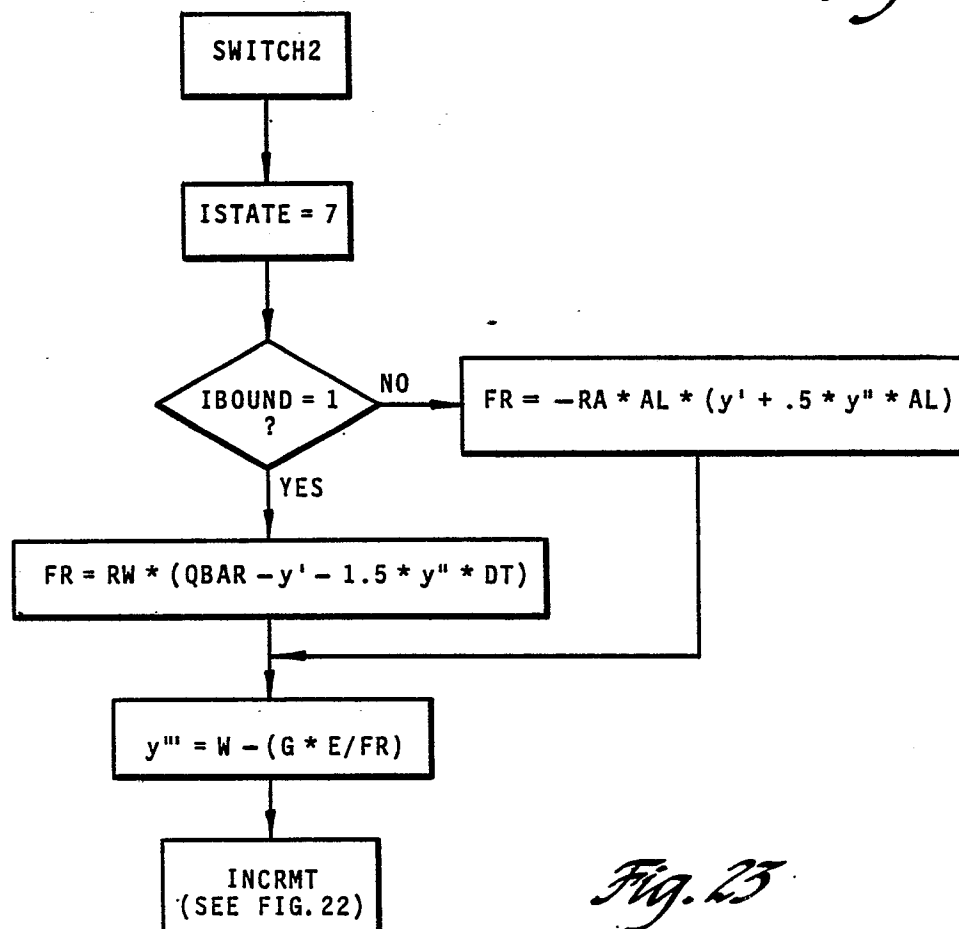 SWITCH2
ISTATE = 7
IBOUND = 1
?
NO
FR = -RA * AL * (y' + .5 * y" * AL)
YES
FR = RW * (QBAR - y' - 1.5 * y" * DT)
y"' = W - (G * E/FR)
INCRMT
(SEE FIG. 22)
Fig. 23